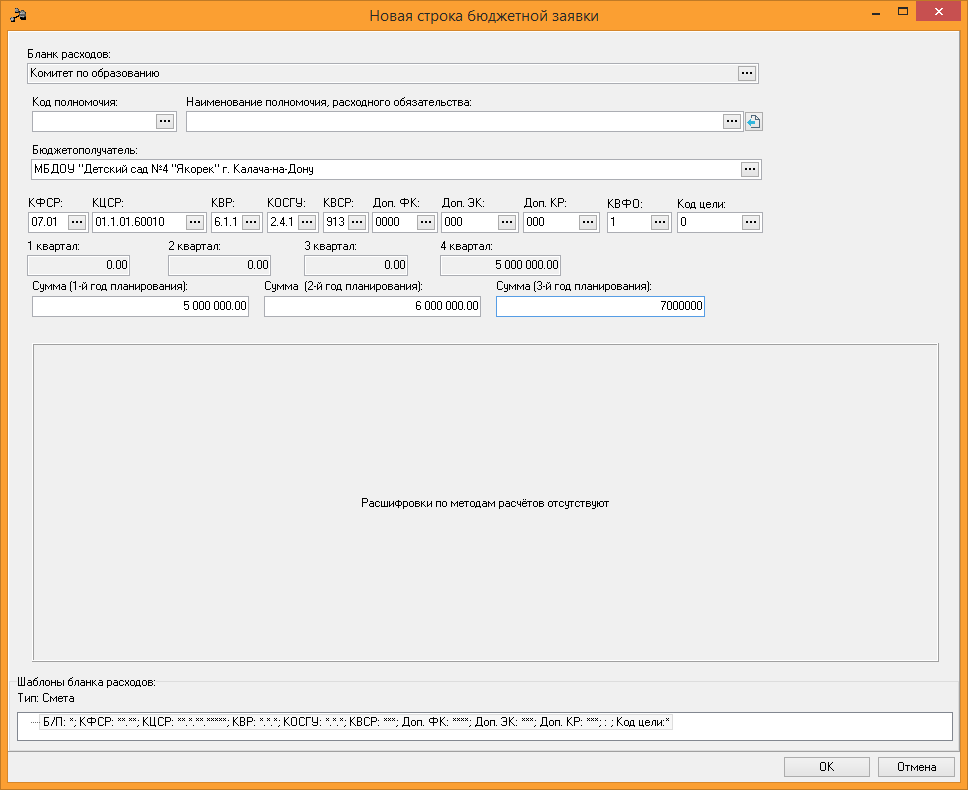 Новая строка бюджетной заявки
Бланк расходов:
Комитет по образованию
Код полномочия: Наименование полномочия, расходного обязательства:
Бюджетополучатель:
МБДОУ "Детский сад №4 "Якорек" г. Калача-на-Дону
КФСР: КЦСР: КВР: КОСГУ: КВСР: Доп. ФК: Доп. ЭК: Доп. КР: КВФО: Код цели:
07.01 01.1.01.60010 6.1.1 2.4.1 913 0000 000 000 1 0
1 квартал: 2 квартал: 3 квартал: 4 квартал:
0.00 0.00 0.00 5 000 000.00
Сумма (1-й год планирования): Сумма (2-й год планирования): Сумма (3-й год планирования):
5 000 000.00 6 000 000.00 7000000
Расшифровки по методам расчётов отсутствуют
Шаблоны бланка расходов:
Тип: Смета
Б/П: *; КФСР: **.**; КЦСР: **.*.**.*****; КВР: *.*.*; КОСГУ: *.*.*; КВСР: ***; Доп. ФК: ****; Доп. ЭК: ***; Доп. КР: ***; : ; Код цели:*
ОК Отмена